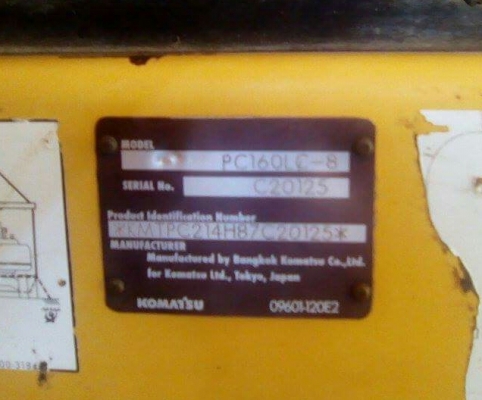 MODEL
PC160LC-8
SERIAL No.
C20125
Product Identification Number
*KMTPC214H87C20125*
MANUFACTURER
Manufactured by Bangkok Komatsu Co.,Ltd.
for Komatsu Ltd., Tokyo, Japan
KOMATSU 09601-120E2